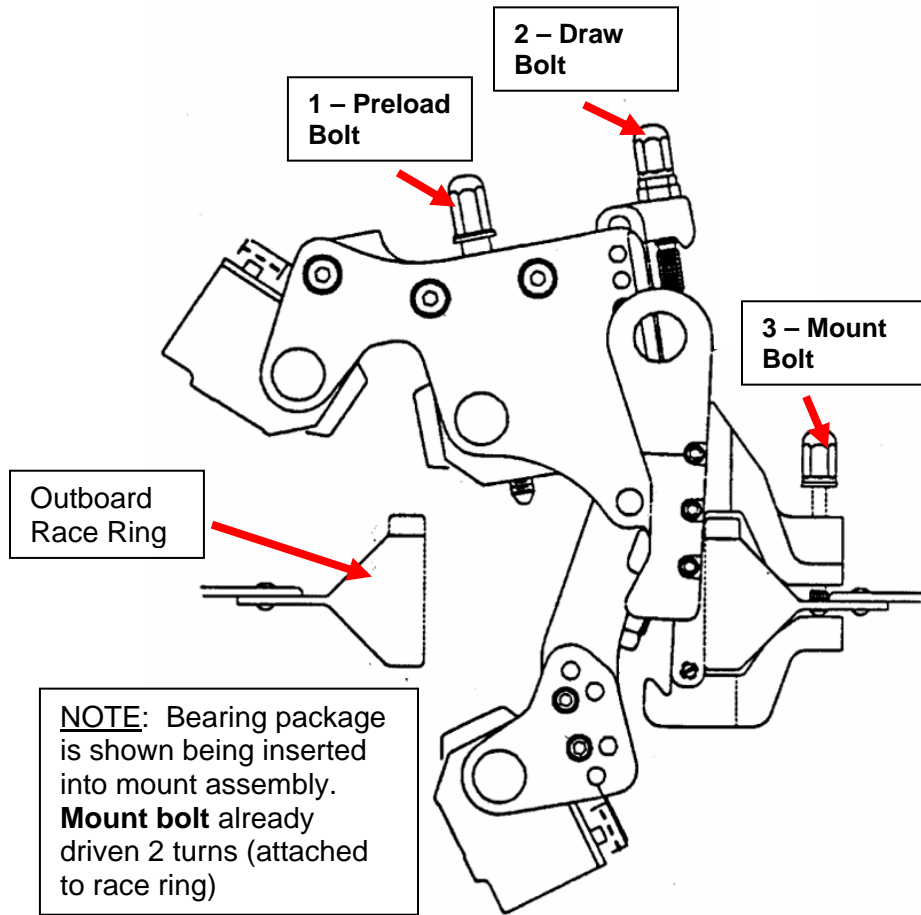 2 – Draw
Bolt
1 – Preload
Bolt
3 – Mount
Bolt
Outboard
Race Ring
NOTE: Bearing package
is shown being inserted
into mount assembly.
Mount bolt already
driven 2 turns (attached
to race ring)